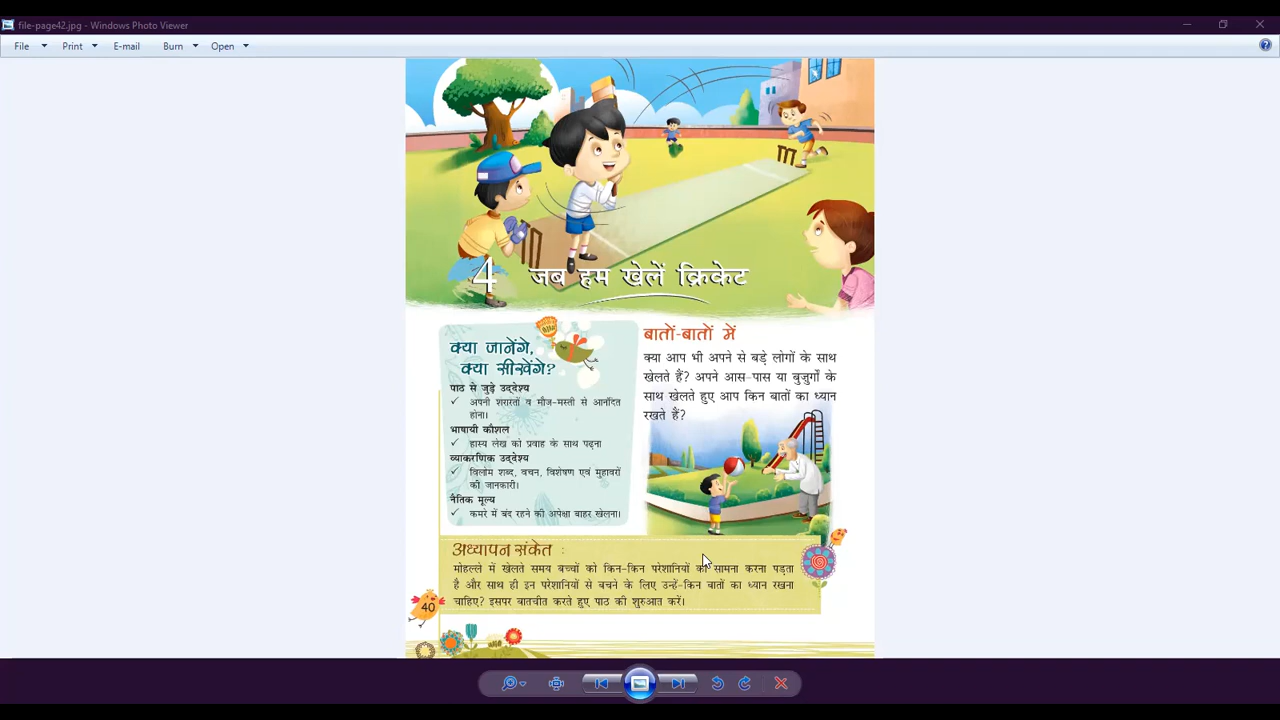 file-page42.jpg - Windows Photo Viewer
File Print E-mail Burn Open
4 जब हम खेलें क्रिकेट
क्या जानेंगे,
क्या सीखेंगे?
पाठ से जुड़े उद्देश्य
✓ अपनी शरारतों व मौज-मस्ती से आनंदित
होना।
भाषायी कौशल
✓ हास्य लेख को प्रवाह के साथ पढ़ना
व्याकरणिक उद्देश्य
✓ विलोम शब्द, वचन, विशेषण एवं मुहावरों
की जानकारी।
नैतिक मूल्य
✓ कमरे में बंद रहने की अपेक्षा बाहर खेलना।
बातों-बातों में
क्या आप भी अपने से बड़े लोगों के साथ
खेलते हैं? अपने आस-पास या बुजुर्गों के
साथ खेलते हुए आप किन बातों का ध्यान
रखते हैं?
अध्यापन संकेत :
मोहल्ले में खेलते समय बच्चों को किन-किन परेशानियों का सामना करना पड़ता
है और साथ ही इन परेशानियों से बचने के लिए उन्हें-किन बातों का ध्यान रखना
चाहिए? इसपर बातचीत करते हुए पाठ की शुरुआत करें।
40